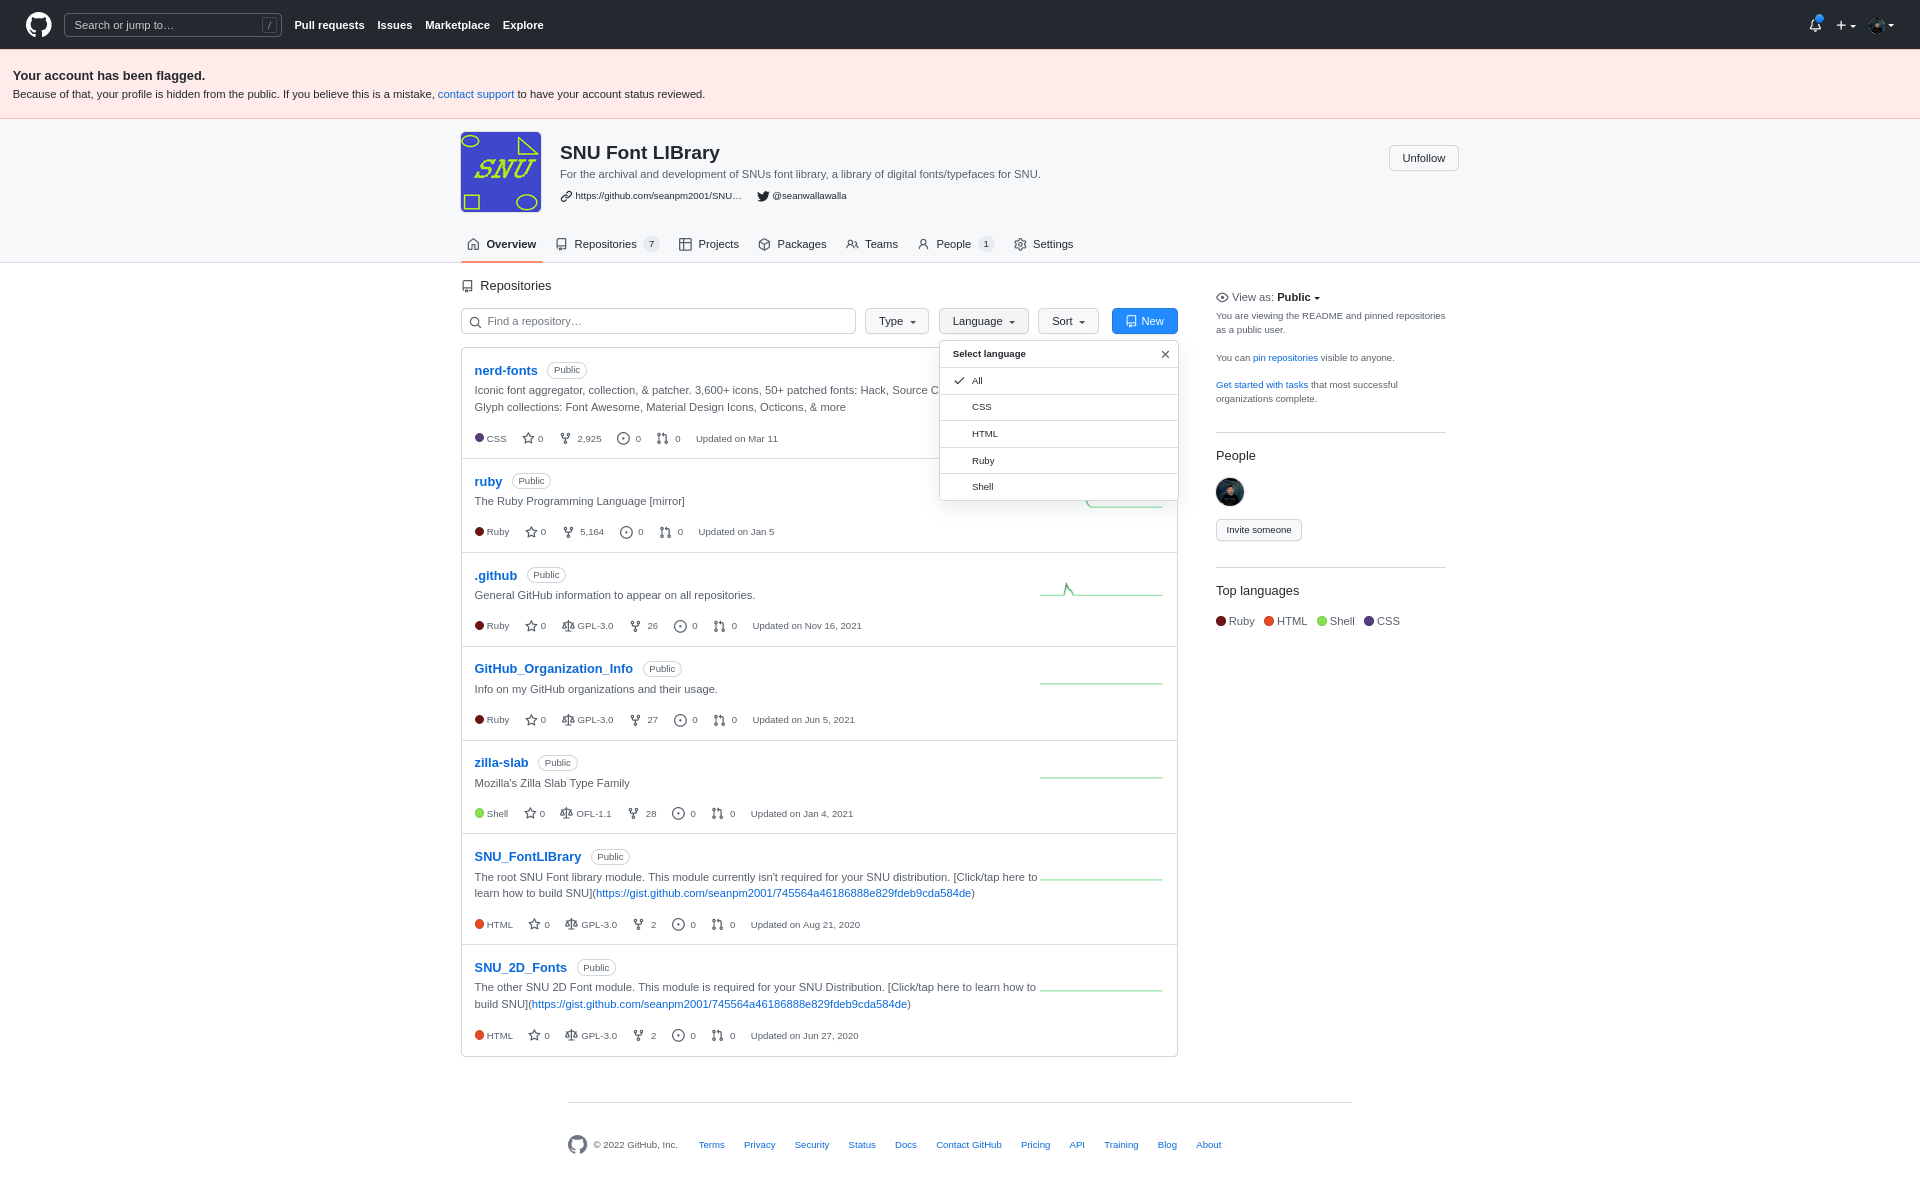 Search or jump to… /
Pull requests Issues Marketplace Explore
Your account has been flagged.
Because of that, your profile is hidden from the public. If you believe this is a mistake, contact support to have your account status reviewed.
SNU
SNU Font LIBrary
For the archival and development of SNUs font library, a library of digital fonts/typefaces for SNU.
https://github.com/seanpm2001/SNU… @seanwallawalla
Unfollow
Overview Repositories 7 Projects Packages Teams People 1 Settings
Repositories
Find a repository… Type Language Sort New
Select language
All
CSS
HTML
Ruby
Shell
nerd-fonts Public
Iconic font aggregator, collection, & patcher. 3,600+ icons, 50+ patched fonts: Hack, Source C
Glyph collections: Font Awesome, Material Design Icons, Octicons, & more
CSS 0 2,925 0 0 Updated on Mar 11
ruby Public
The Ruby Programming Language [mirror]
Ruby 0 5,164 0 0 Updated on Jan 5
.github Public
General GitHub information to appear on all repositories.
Ruby 0 GPL-3.0 26 0 0 Updated on Nov 16, 2021
GitHub_Organization_Info Public
Info on my GitHub organizations and their usage.
Ruby 0 GPL-3.0 27 0 0 Updated on Jun 5, 2021
zilla-slab Public
Mozilla's Zilla Slab Type Family
Shell 0 OFL-1.1 28 0 0 Updated on Jan 4, 2021
SNU_FontLIBrary Public
The root SNU Font library module. This module currently isn't required for your SNU distribution. [Click/tap here to
learn how to build SNU](https://gist.github.com/seanpm2001/745564a46186888e829fdeb9cda584de)
HTML 0 GPL-3.0 2 0 0 Updated on Aug 21, 2020
SNU_2D_Fonts Public
The other SNU 2D Font module. This module is required for your SNU Distribution. [Click/tap here to learn how to
build SNU](https://gist.github.com/seanpm2001/745564a46186888e829fdeb9cda584de)
HTML 0 GPL-3.0 2 0 0 Updated on Jun 27, 2020
View as: Public
You are viewing the README and pinned repositories
as a public user.
You can pin repositories visible to anyone.
Get started with tasks that most successful
organizations complete.
People
Invite someone
Top languages
Ruby HTML Shell CSS
© 2022 GitHub, Inc. Terms Privacy Security Status Docs Contact GitHub Pricing API Training Blog About